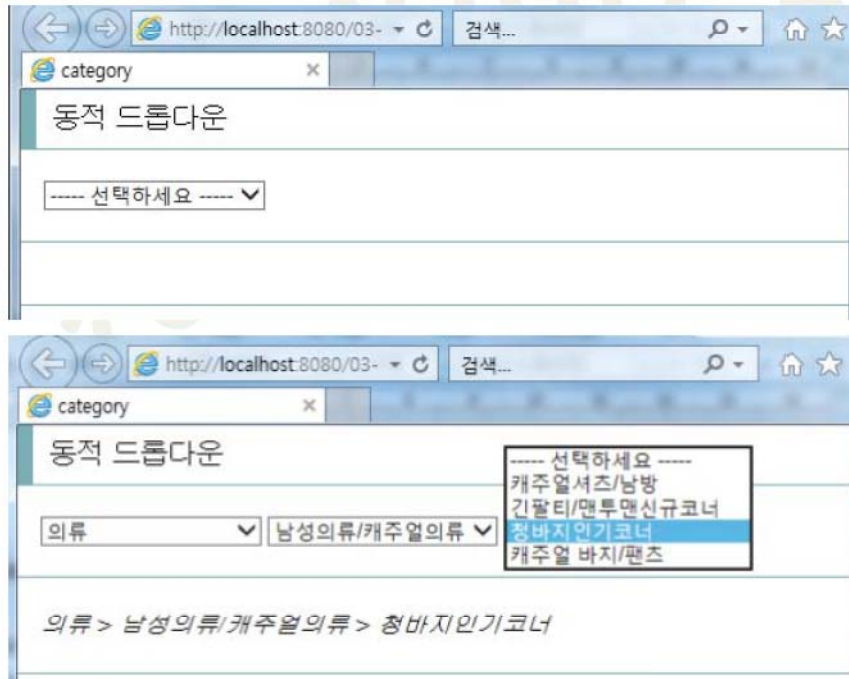 http://localhost:8080/03-
검색...
category
동적 드롭다운
----- 선택하세요 -----
http://localhost:8080/03-
검색...
category
동적 드롭다운
----- 선택하세요 -----
캐주얼셔츠/남방
긴팔티/맨투맨신규코너
청바지인기코너
캐주얼 바지/팬츠
의류 남성의류/캐주얼의류
의류 > 남성의류/캐주얼의류 > 청바지인기코너